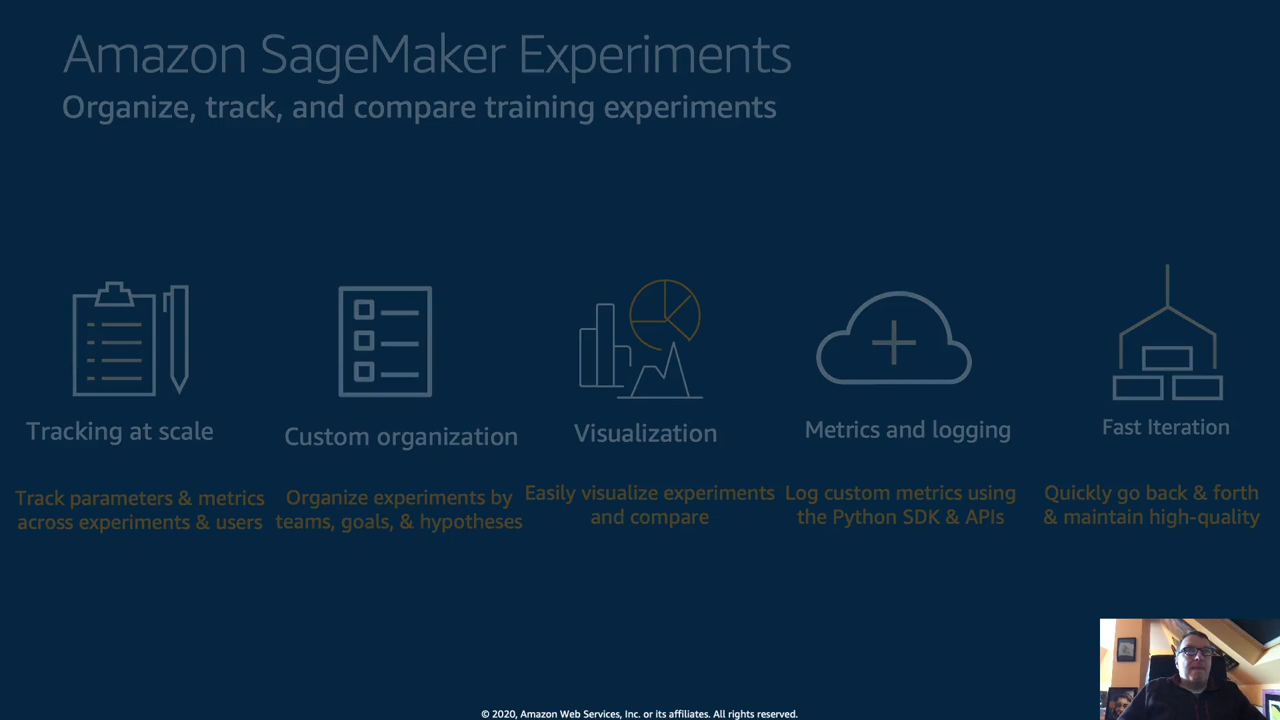 Amazon SageMaker Experiments
Organize, track, and compare training experiments
Tracking at scale
Track parameters & metrics
across experiments & users
Custom organization
Organize experiments by
teams, goals, & hypotheses
Visualization
Easily visualize experiments
and compare
Metrics and logging
Log custom metrics using
the Python SDK & APIs
Fast Iteration
Quickly go back & forth
& maintain high-quality
© 2020, Amazon Web Services, Inc. or its affiliates. All rights reserved.